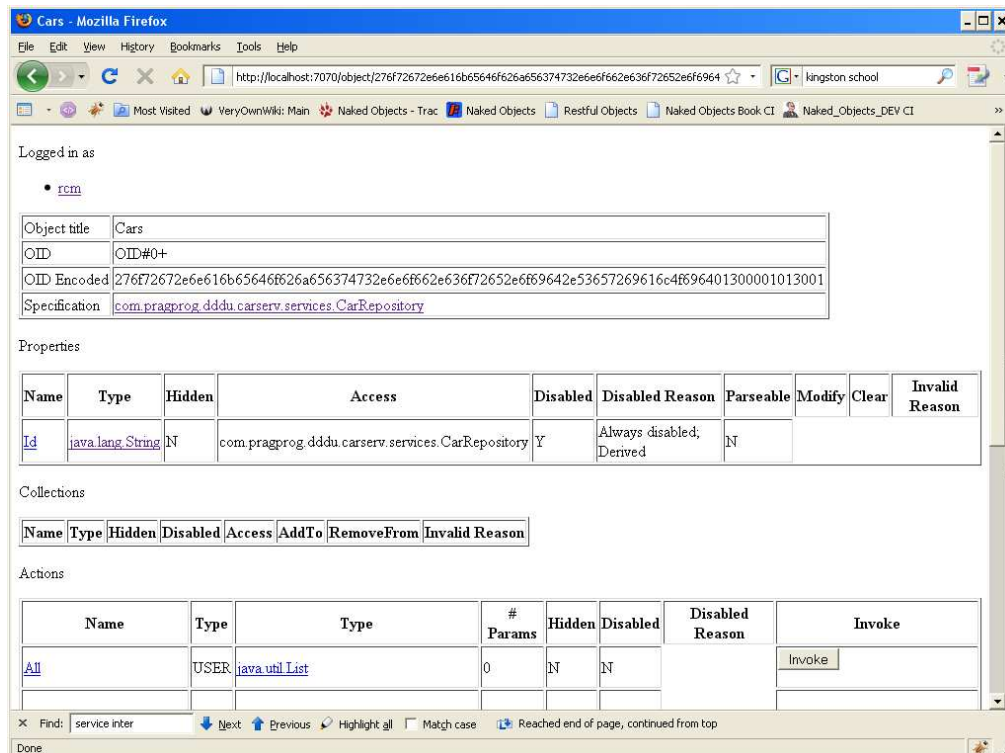 Cars - Mozilla Firefox
File Edit View History Bookmarks Tools Help
http://localhost:7070/object/276f72672e6e616b65646f626a656374732e6e6f662e636f72652e6f6964
G kingston school
Most Visited VeryOwnWiki: Main Naked Objects - Trac Naked Objects Restful Objects Naked Objects Book CI Naked_Objects_DEV CI »
Logged in as
• rcm
Object title Cars
OID OID#0+
OID Encoded 276f72672e6e616b65646f626a656374732e6e6f662e636f72652e6f69642e53657269616c4f6964013000001013001
Specification com.pragprog.dddu.carserv.services.CarRepository
Properties
Name Type Hidden Access Disabled Disabled Reason Parseable Modify Clear Invalid Reason
Id java.lang.String N com.pragprog.dddu.carserv.services.CarRepository Y Always disabled; Derived N
Collections
Name Type Hidden Disabled Access AddTo RemoveFrom Invalid Reason
Actions
Name Type Type # Params Hidden Disabled Disabled Reason Invoke
All USER java.util.List 0 N N Invoke
× Find: service inter Next Previous Highlight all Match case Reached end of page, continued from top
Done